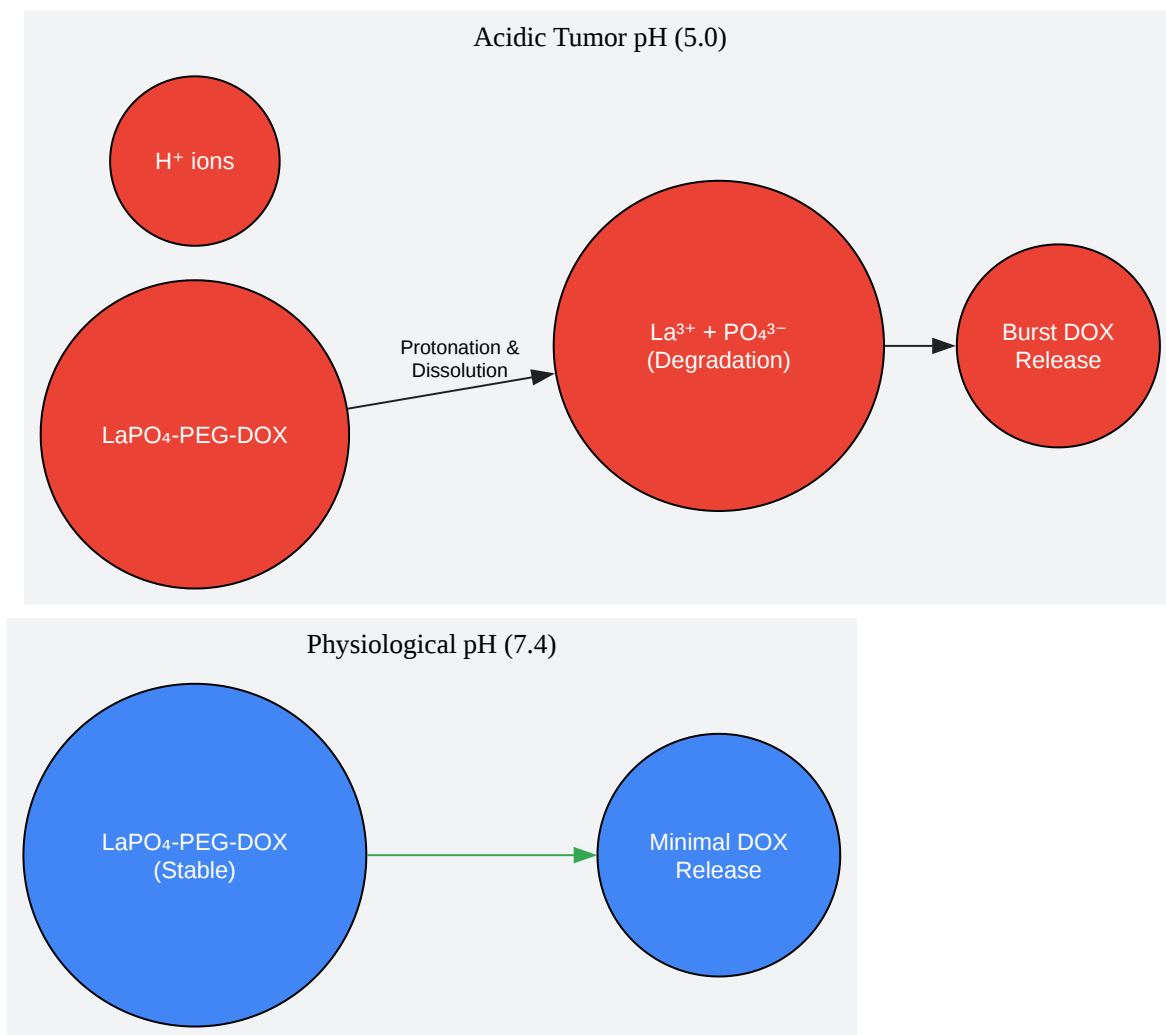 Acidic Tumor pH (5.0)
H⁺ ions
LaPO₄-PEG-DOX
Protonation &
Dissolution
La³⁺ + PO₄³⁻
(Degradation)
Burst DOX
Release
Physiological pH (7.4)
LaPO₄-PEG-DOX
(Stable)
Minimal DOX
Release